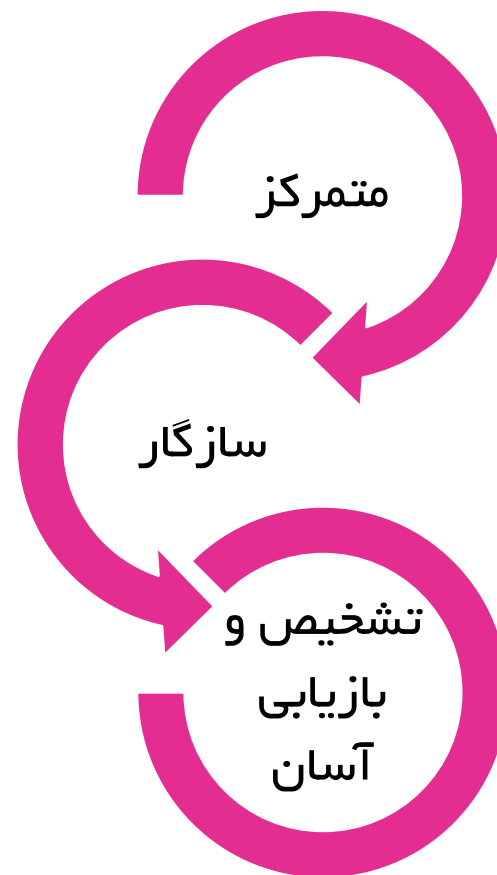 متمرکز
سازگار
تشخیص و
بازیابی
آسان